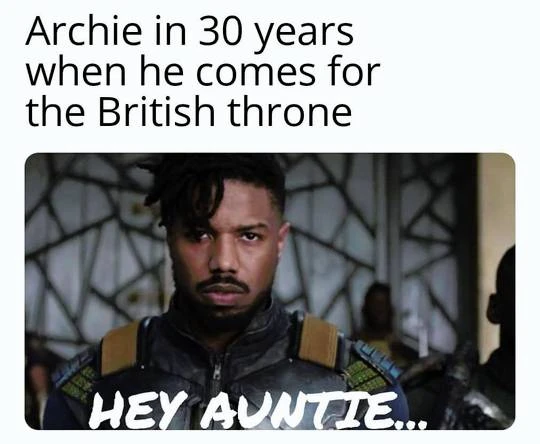 Archie in 30 years
when he comes for
the British throne
HEY AUNTIE...